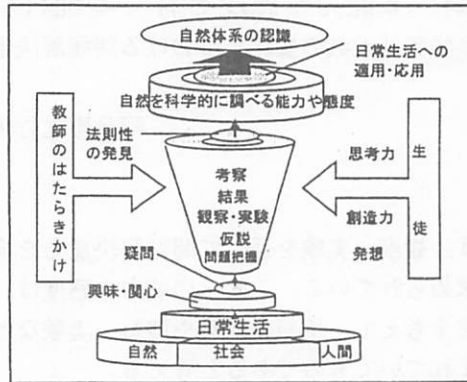 自然体系の認識
日常生活への
適用・応用
自然を科学的に調べる能力や態度
教師のはたらきかけ
法則性
の発見
思考力
生徒
考察
結果
観察・実験
仮説
問題把握
創造力
発想
疑問
興味・関心
日常生活
自然
社会
人間